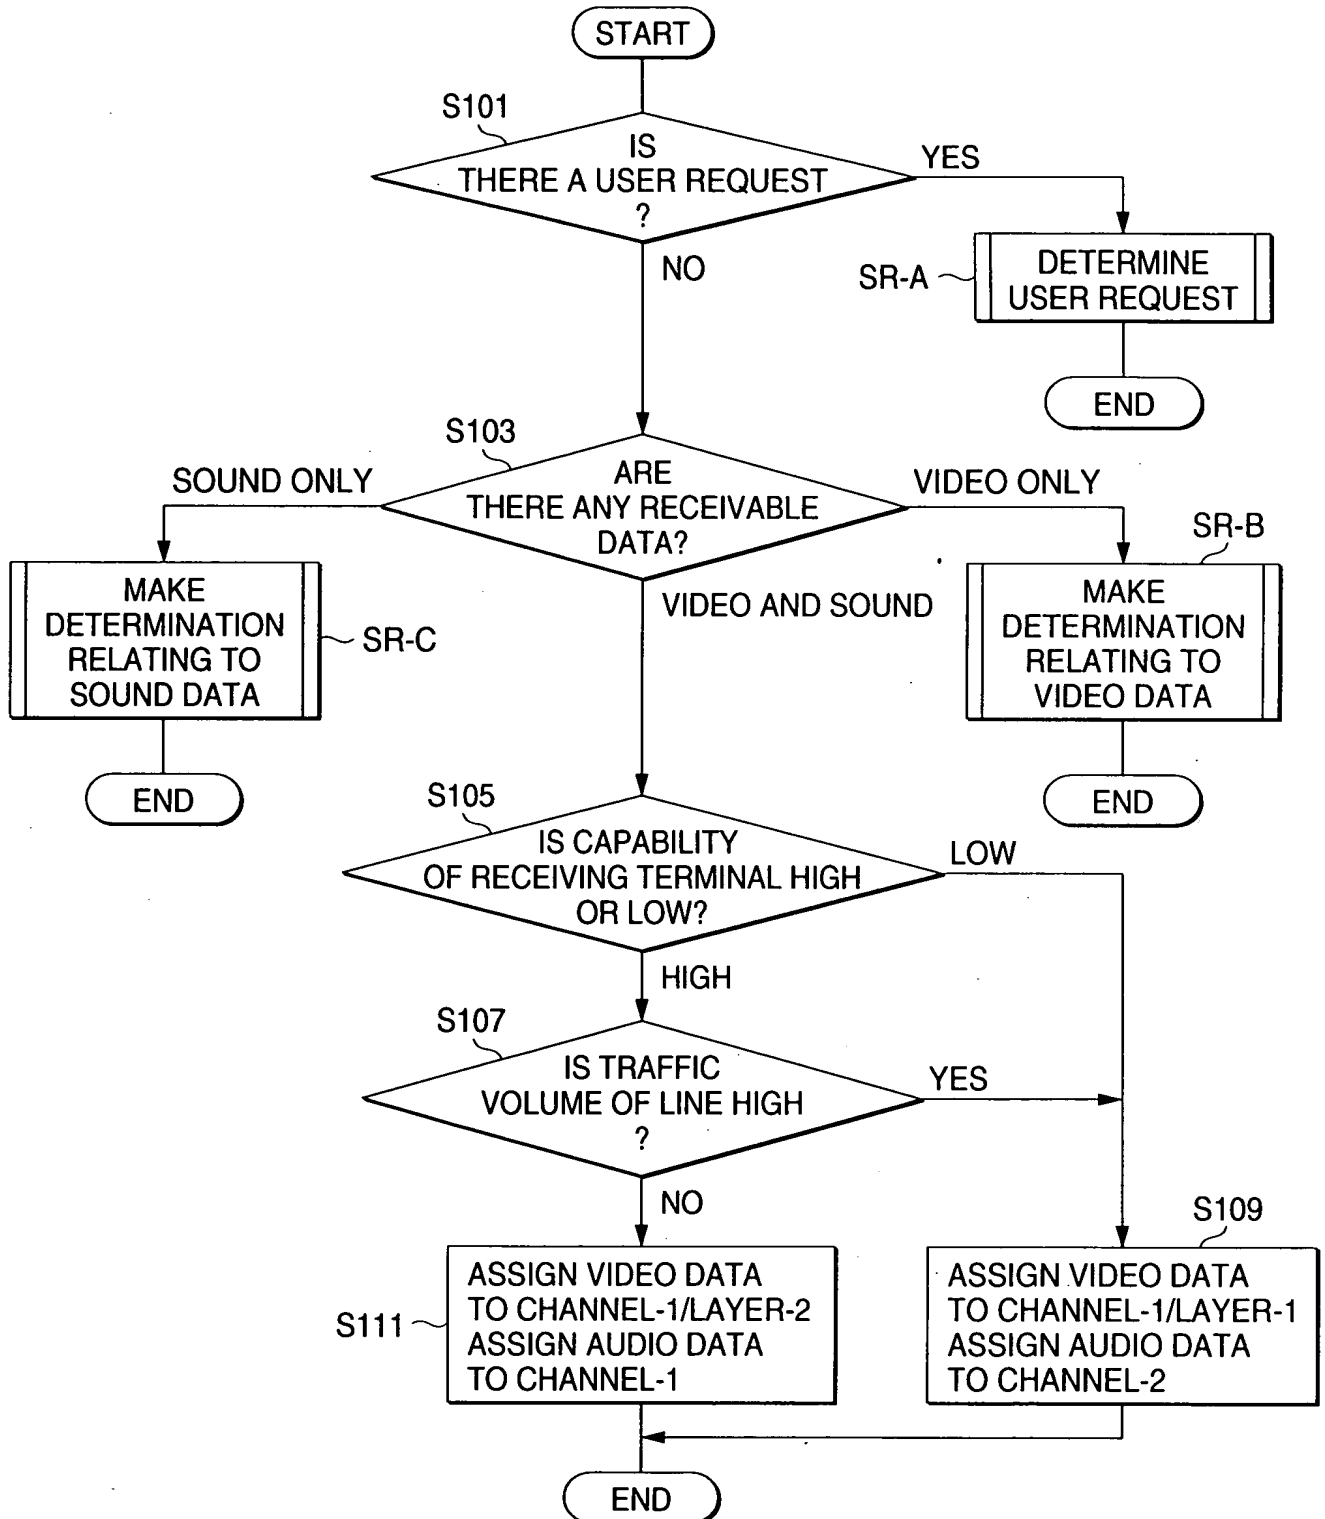 START
S101
IS
THERE A USER REQUEST
?
YES
NO
SR-A
DETERMINE
USER REQUEST
END
S103
ARE
THERE ANY RECEIVABLE
DATA?
SOUND ONLY
VIDEO ONLY
VIDEO AND SOUND
MAKE
DETERMINATION
RELATING TO
SOUND DATA
SR-C
END
SR-B
MAKE
DETERMINATION
RELATING TO
VIDEO DATA
END
S105
IS CAPABILITY
OF RECEIVING TERMINAL HIGH
OR LOW?
LOW
HIGH
S107
IS TRAFFIC
VOLUME OF LINE HIGH
?
YES
NO
S111
ASSIGN VIDEO DATA
TO CHANNEL-1/LAYER-2
ASSIGN AUDIO DATA
TO CHANNEL-1
S109
ASSIGN VIDEO DATA
TO CHANNEL-1/LAYER-1
ASSIGN AUDIO DATA
TO CHANNEL-2
END